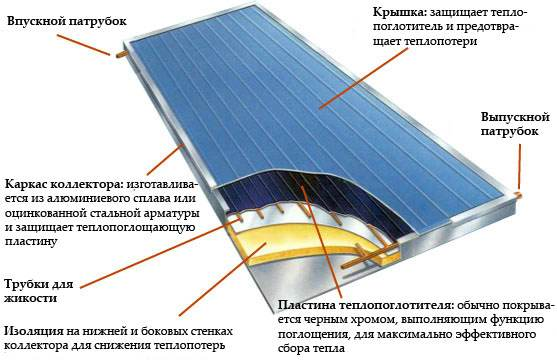 Впускной патрубок
Крышка: защищает тепло-
поглотитель и предотвра-
щает теплопотери
Выпускной
патрубок
Каркас коллектора: изготавлива-
ется из алюминиевого сплава или
оцинкованной стальной арматуры
и защищает теплопоглощающую
пластину
Трубки для
жикости
Изоляция на нижней и боковых стенках
коллектора для снижения теплопотерь
Пластина теплопоглотителя: обычно покрыва-
ется черным хромом, выполняющим функцию
поглощения, для максимально эффективного
сбора тепла